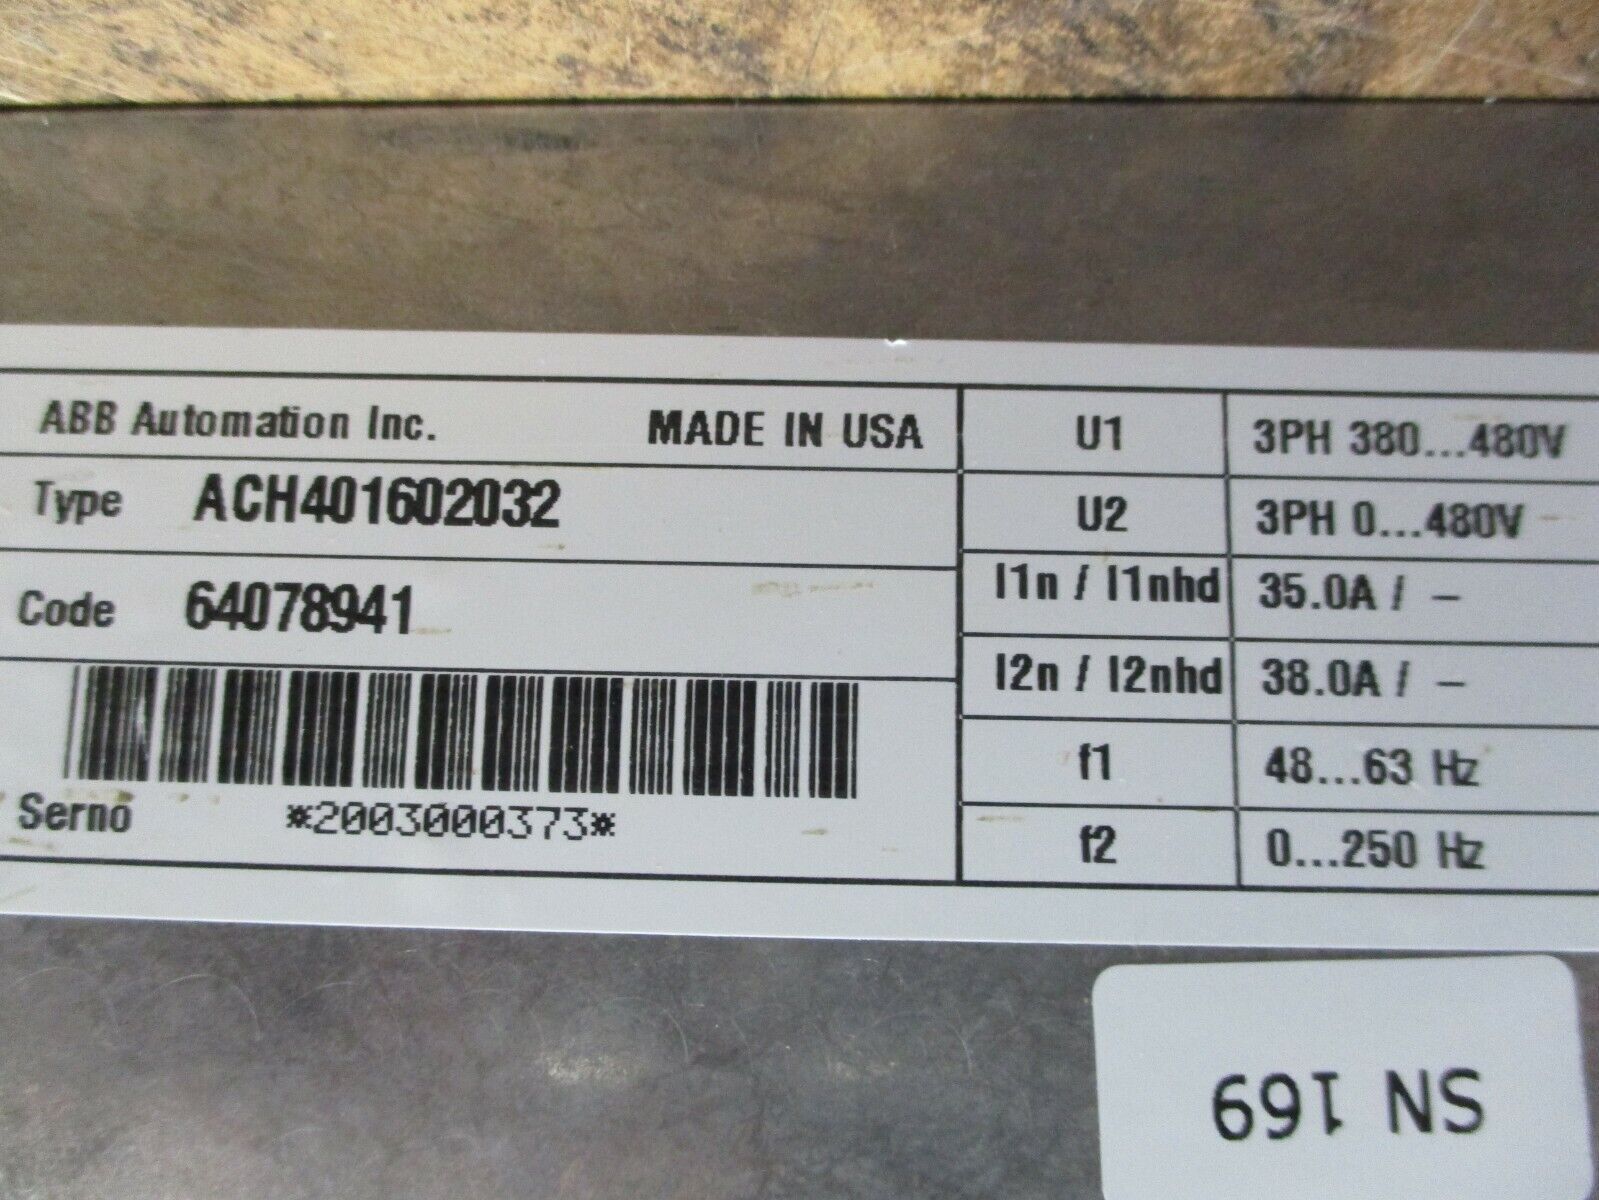 ABB Automation Inc. MADE IN USA
Type ACH401602032
Code 64078941
Serno *2003000373*
U1 3PH 380...480V
U2 3PH 0...480V
I1n / I1nhd 35.0A / –
I2n / I2nhd 38.0A / –
f1 48...63 Hz
f2 0...250 Hz
SN 169